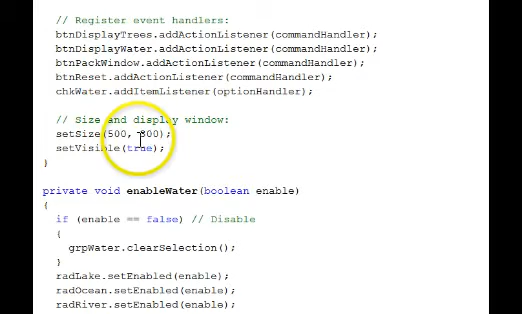 // Register event handlers:
btnDisplayTrees.addActionListener(commandHandler);
btnDisplayWater.addActionListener(commandHandler);
btnPackWindow.addActionListener(commandHandler);
btnReset.addActionListener(commandHandler);
chkWater.addItemListener(optionHandler);
// Size and display window:
setSize(500, 300);
setVisible(true);
}
private void enableWater(boolean enable)
{
if (enable == false) // Disable
{
grpWater.clearSelection();
}
radLake.setEnabled(enable);
radOcean.setEnabled(enable);
radRiver.setEnabled(enable);